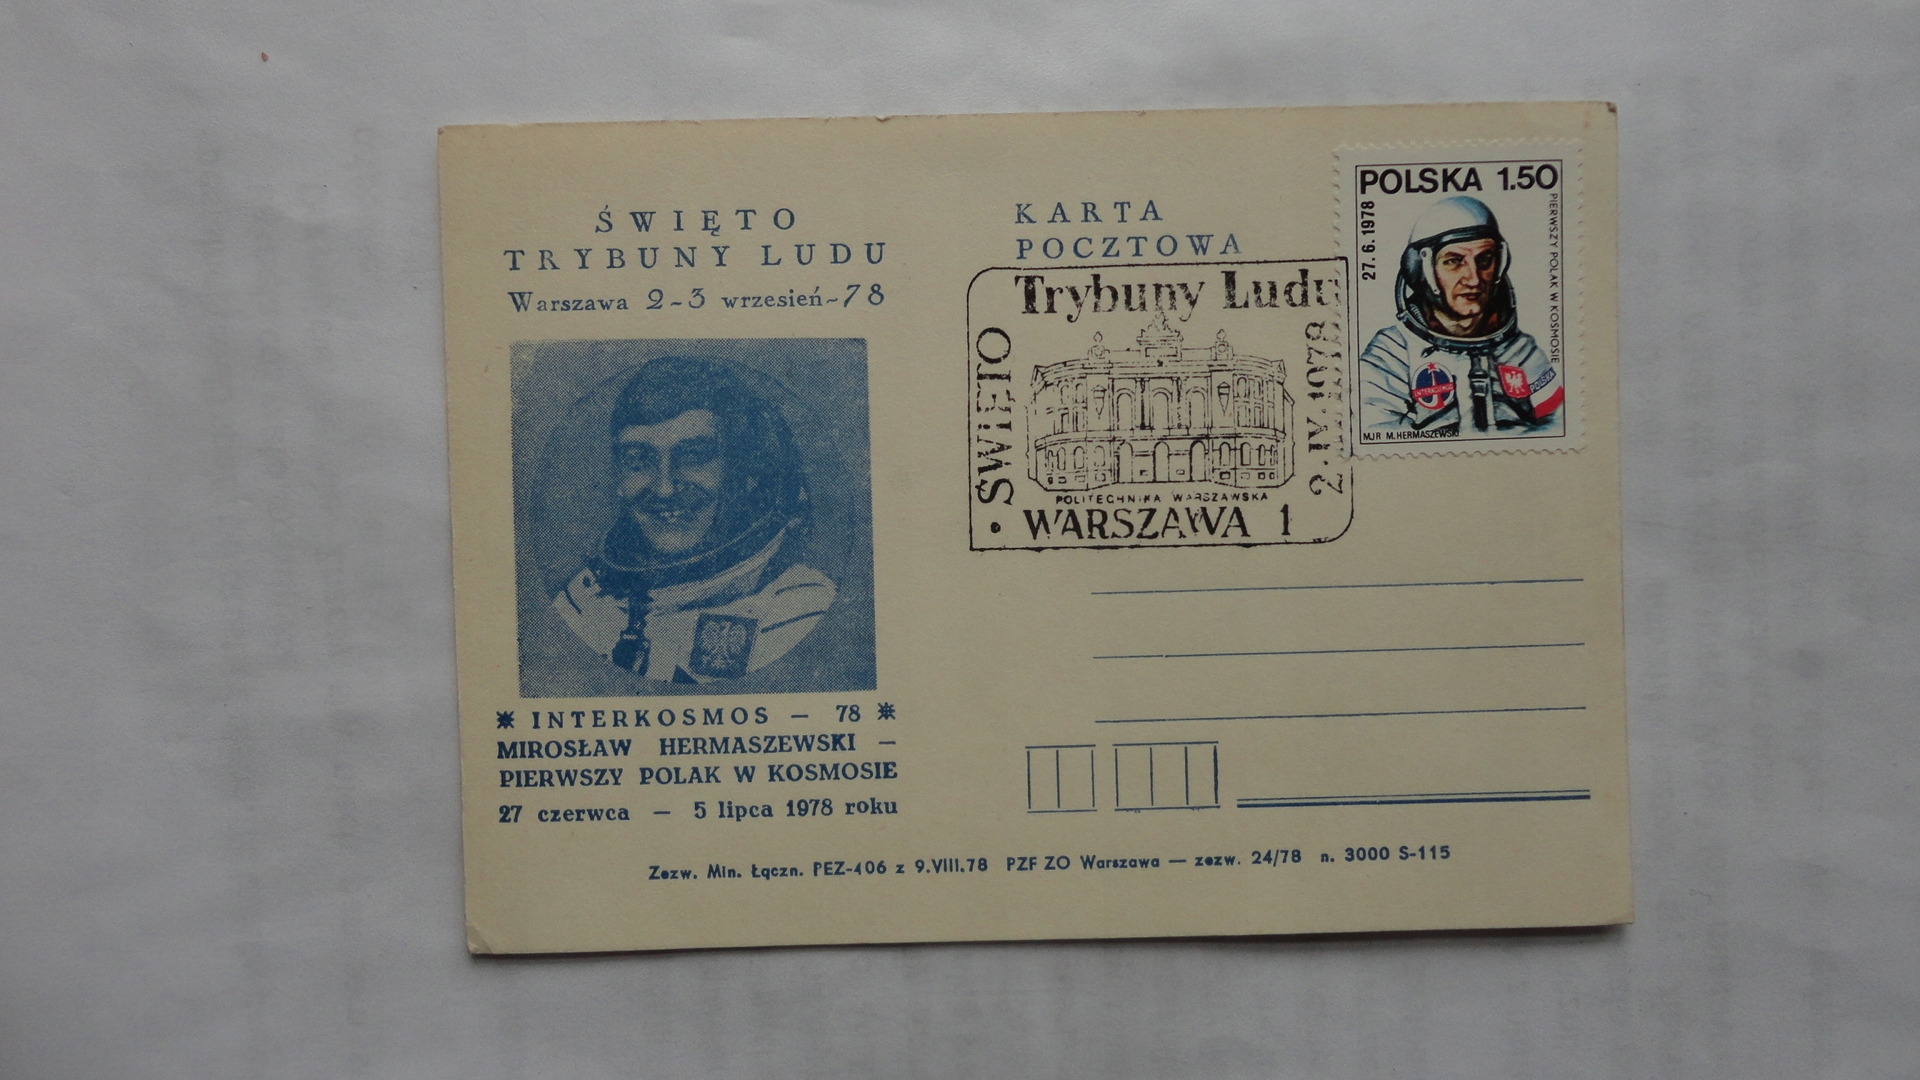 ŚWIĘTO
TRYBUNY LUDU
Warszawa 2-3 wrzesień-78
INTERKOSMOS — 78
MIROSŁAW HERMASZEWSKI —
PIERWSZY POLAK W KOSMOSIE
27 czerwca — 5 lipca 1978 roku
KARTA
POCZTOWA
Trybuny Ludu
ŚWIĘTO
POLITECHNIKA WARSZAWSKA
WARSZAWA 1
POLSKA 1.50
27.6.1978
PIERWSZY POLAK W KOSMOSIE
INTERKOSMOS
POLSKA
MJR M. HERMASZEWSKI
Zezw. Min. Łączn. PEZ-406 z 9.VIII.78 PZF ZO Warszawa — zezw. 24/78 n. 3000 S-115